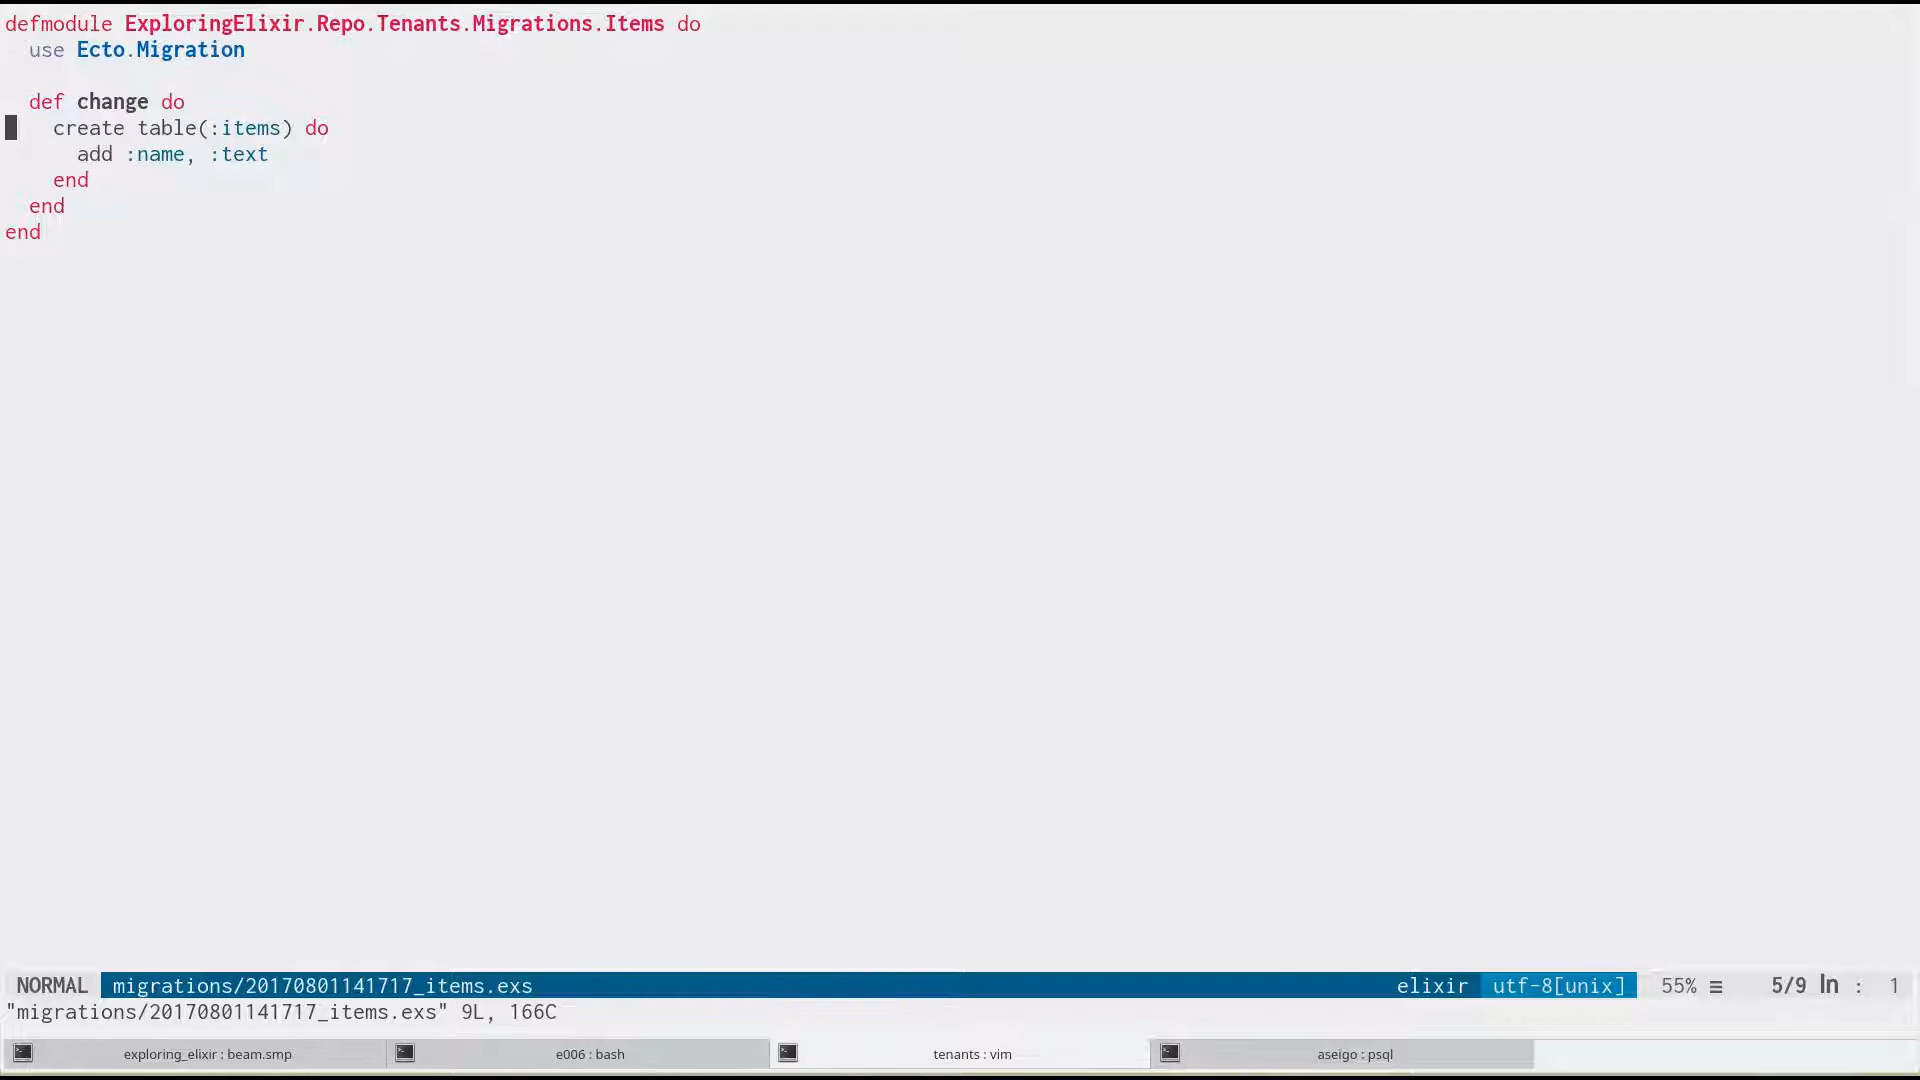 defmodule ExploringElixir.Repo.Tenants.Migrations.Items do
  use Ecto.Migration

  def change do
    create table(:items) do
      add :name, :text
    end
  end
end
NORMAL migrations/20170801141717_items.exs elixir utf-8[unix] 55% ≡ 5/9 ln : 1
"migrations/20170801141717_items.exs" 9L, 166C
exploring_elixir : beam.smp e006 : bash tenants : vim aseigo : psql